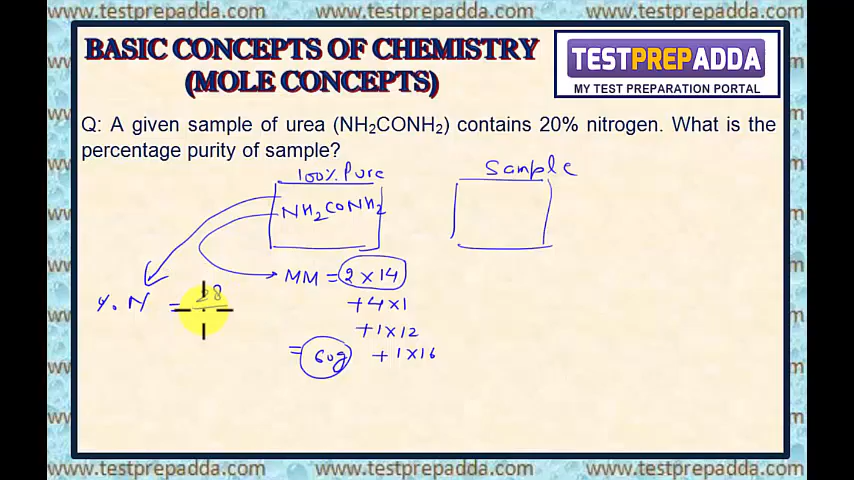 www.testprepadda.com www.testprepadda.com www.testprepadda.com
BASIC CONCEPTS OF CHEMISTRY
(MOLE CONCEPTS)
TESTPREPADDA
MY TEST PREPARATION PORTAL
Q: A given sample of urea (NH₂CONH₂) contains 20% nitrogen. What is the
percentage purity of sample?
100% Pure
Sample
NH₂CONH₂
MM = 2 x 14
+ 4 x 1
+ 1 x 12
+ 1 x 16
= 60g
%. N = 28
www.testprepadda.com www.testprepadda.com www.testprepadda.com